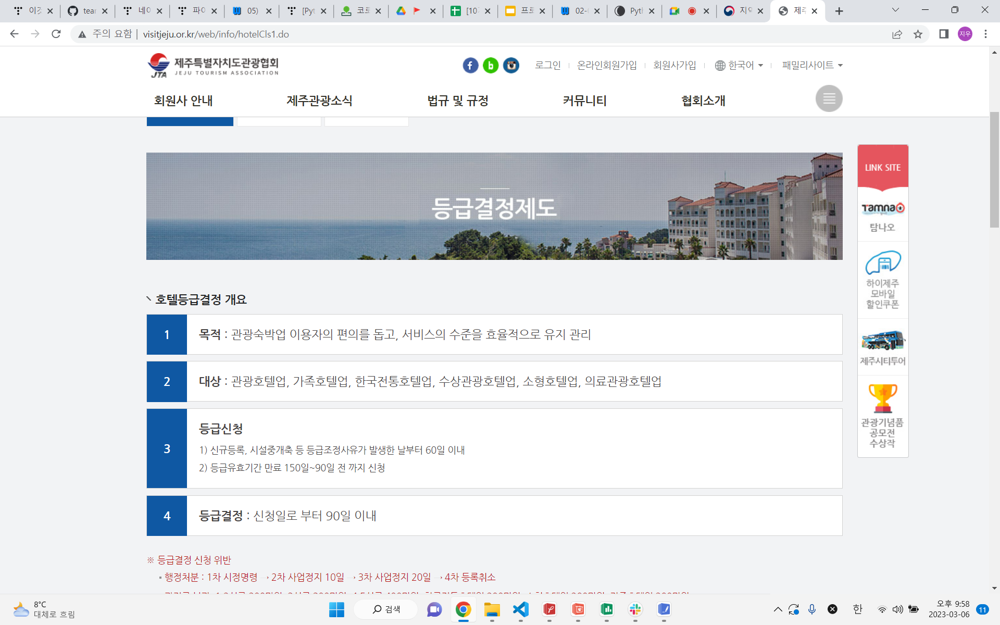 이것
tear
네이
파이
05)
[Pyt
코로
[10
프로
02-
Pyth
지역
제주
주의 요함
visitjeju.or.kr/web/info/hotelCls1.do
지우
JTA
제주특별자치도관광협회
JEJU TOURISM ASSOCIATION
로그인
온라인회원가입
회원사가입
한국어
패밀리사이트
회원사 안내
제주관광소식
법규 및 규정
커뮤니티
협회소개
등급결정제도
LINK SITE
Tamnao
탐나오
하이제주
모바일
할인쿠폰
제주시티투어
관광기념품
공모전
수상작
호텔등급결정 개요
1
목적 : 관광숙박업 이용자의 편의를 돕고, 서비스의 수준을 효율적으로 유지 관리
2
대상 : 관광호텔업, 가족호텔업, 한국전통호텔업, 수상관광호텔업, 소형호텔업, 의료관광호텔업
3
등급신청
1) 신규등록, 시설중개축 등 등급조정사유가 발생한 날부터 60일 이내
2) 등급유효기간 만료 150일~90일 전 까지 신청
4
등급결정 : 신청일로 부터 90일 이내
※ 등급결정 신청 위반
행정처분 : 1차 시정명령 → 2차 사업정지 10일 → 3차 사업정지 20일 → 4차 등록취소
8°C
대체로 흐림
검색
한
오후 9:58
2023-03-06
11